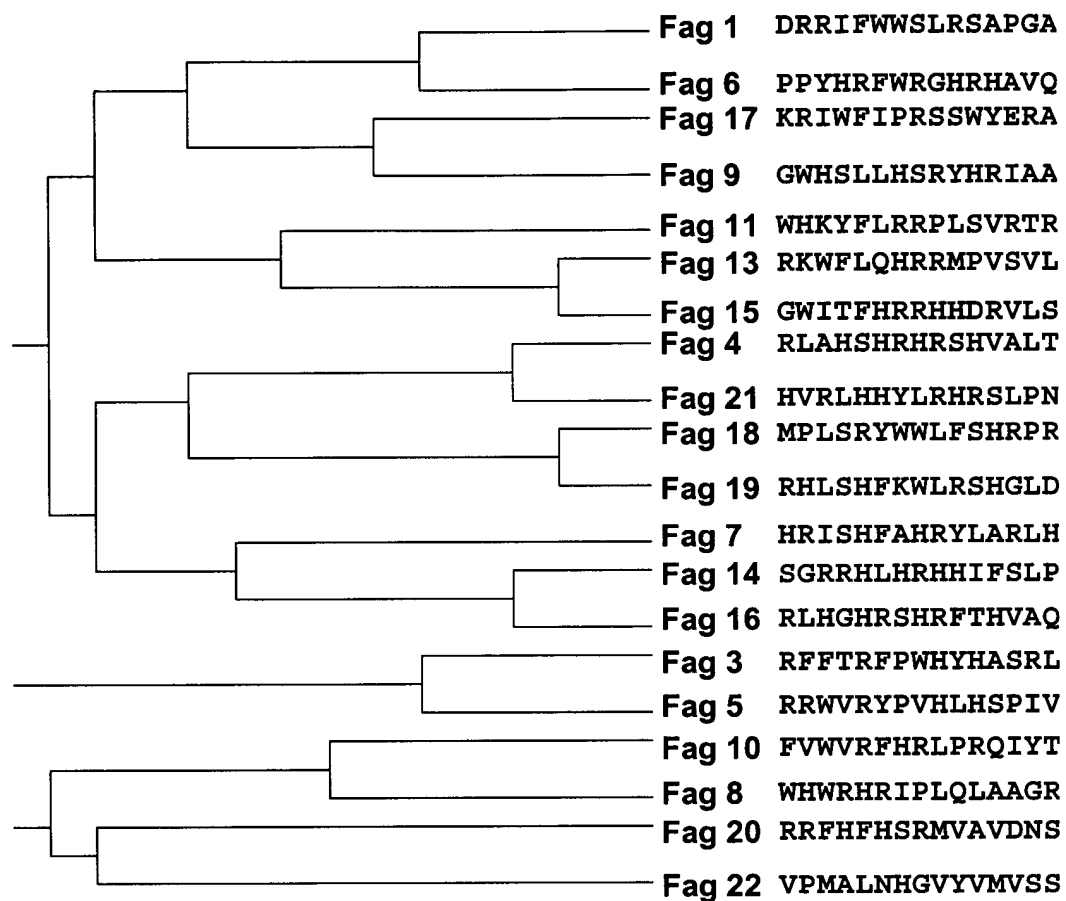 Fag 1 DRRIFWWSLRSAPGA
Fag 6 PPYHRFWRGHRHAVQ
Fag 17 KRIWFIPRSSWYERA
Fag 9 GWHSLLHSRYHRIAA
Fag 11 WHKYFLRRPLSVRTR
Fag 13 RKWFLQHRRMPVSVL
Fag 15 GWITFHRRHHDRVLS
Fag 4 RLAHSHRHRSHVALT
Fag 21 HVRLHHYLRHRSLPN
Fag 18 MPLSRYWWLFSHRPR
Fag 19 RHLSHFKWLRSHGLD
Fag 7 HRISHFAHRYLARLH
Fag 14 SGRRHLHRHHIFSLP
Fag 16 RLHGHRSHRFTHVAQ
Fag 3 RFFTRFPWHYHASRL
Fag 5 RRWVRYPVHLHSPIV
Fag 10 FVWVRFHRLPRQIYT
Fag 8 WHWRHRIPLQLAAGR
Fag 20 RRFHFHSRMVAVDNS
Fag 22 VPMALNHGVYVMVSS